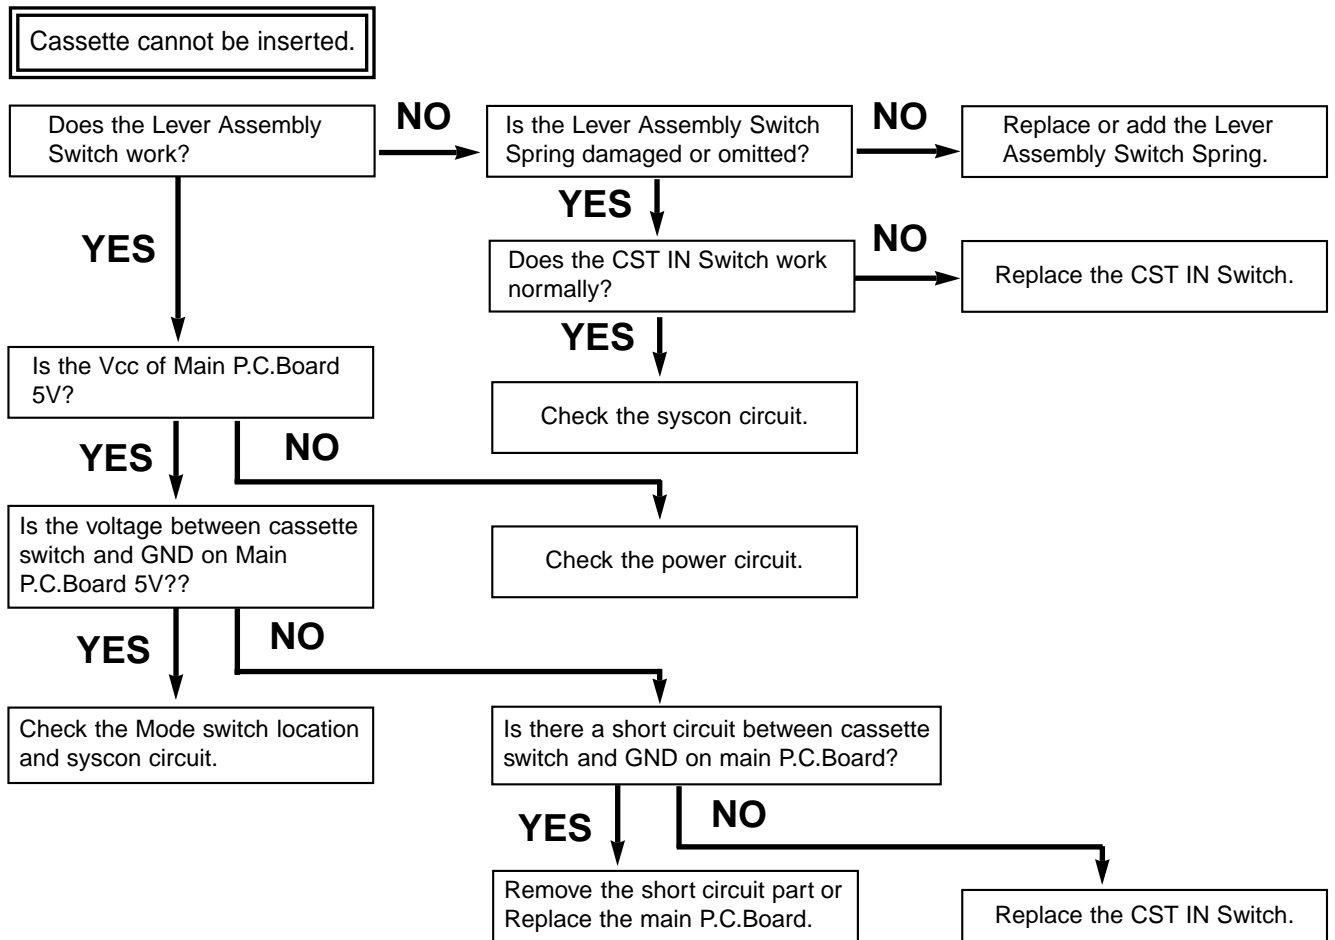 Cassette cannot be inserted.
Does the Lever Assembly
Switch work?
NO
Is the Lever Assembly Switch
Spring damaged or omitted?
NO
Replace or add the Lever
Assembly Switch Spring.
YES
YES
Does the CST IN Switch work
normally?
NO
Replace the CST IN Switch.
YES
Is the Vcc of Main P.C.Board
5V?
Check the syscon circuit.
YES
NO
Is the voltage between cassette
switch and GND on Main
P.C.Board 5V??
Check the power circuit.
YES
NO
Check the Mode switch location
and syscon circuit.
Is there a short circuit between cassette
switch and GND on main P.C.Board?
YES
NO
Remove the short circuit part or
Replace the main P.C.Board.
Replace the CST IN Switch.